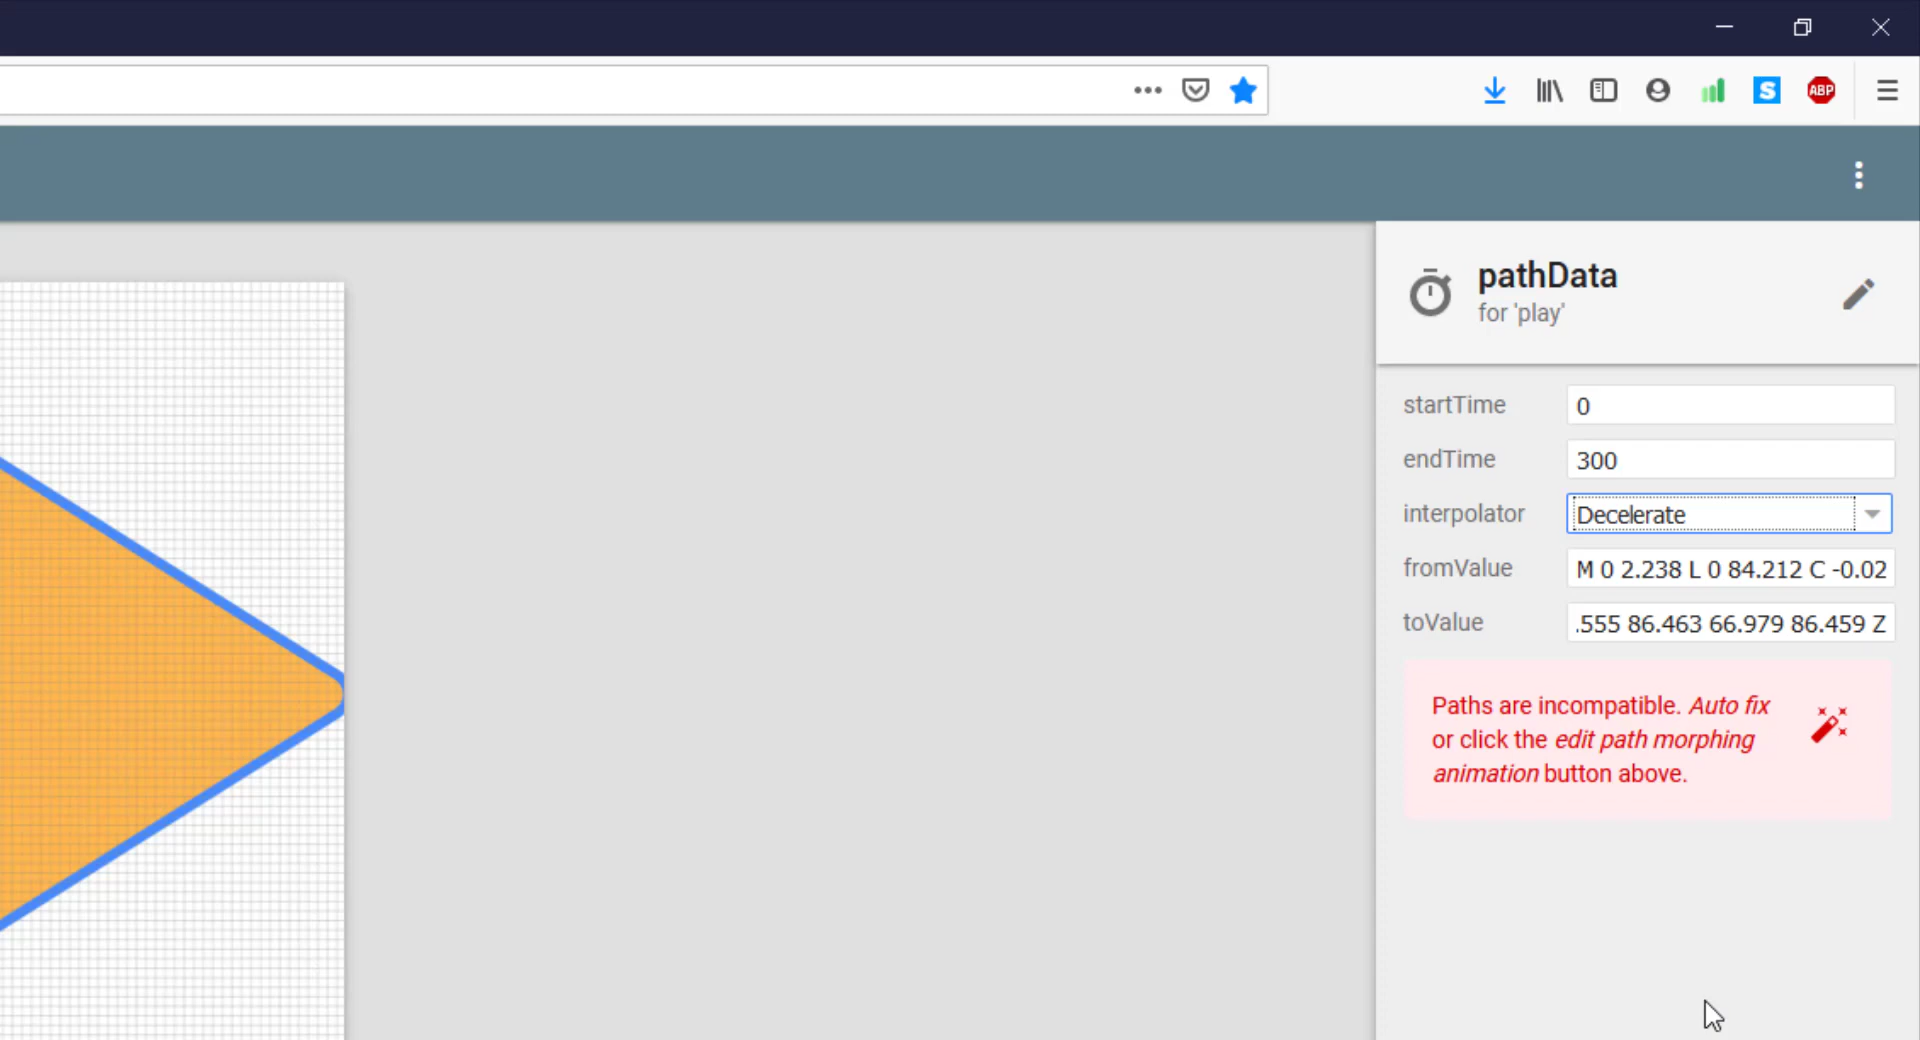 S
ABP
pathData
for 'play'
startTime 0
endTime 300
interpolator Decelerate
fromValue M 0 2.238 L 0 84.212 C -0.02
toValue .555 86.463 66.979 86.459 Z
Paths are incompatible. Auto fix
or click the edit path morphing
animation button above.